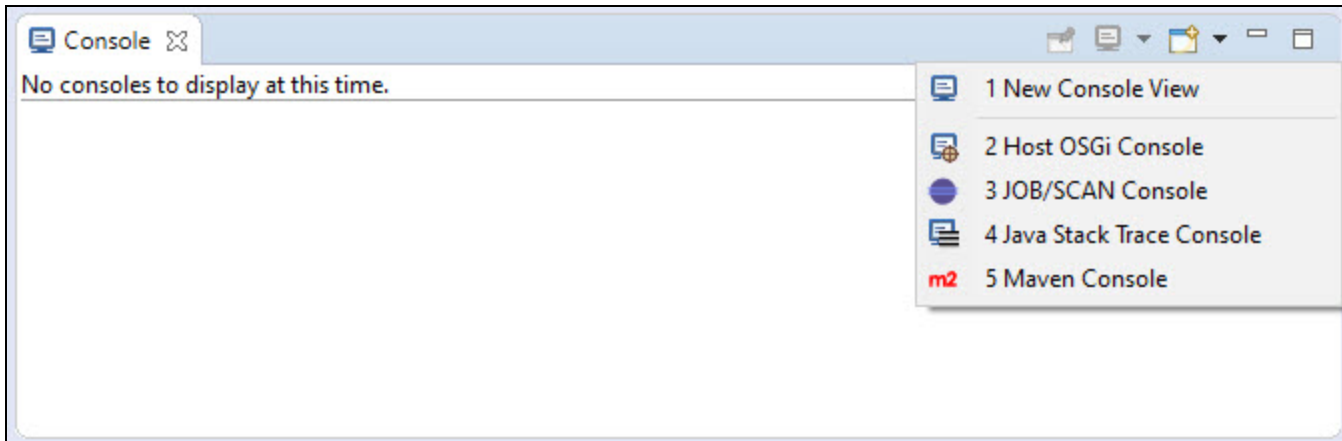 Console
No consoles to display at this time.
1 New Console View
2 Host OSGi Console
3 JOB/SCAN Console
4 Java Stack Trace Console
m2 5 Maven Console